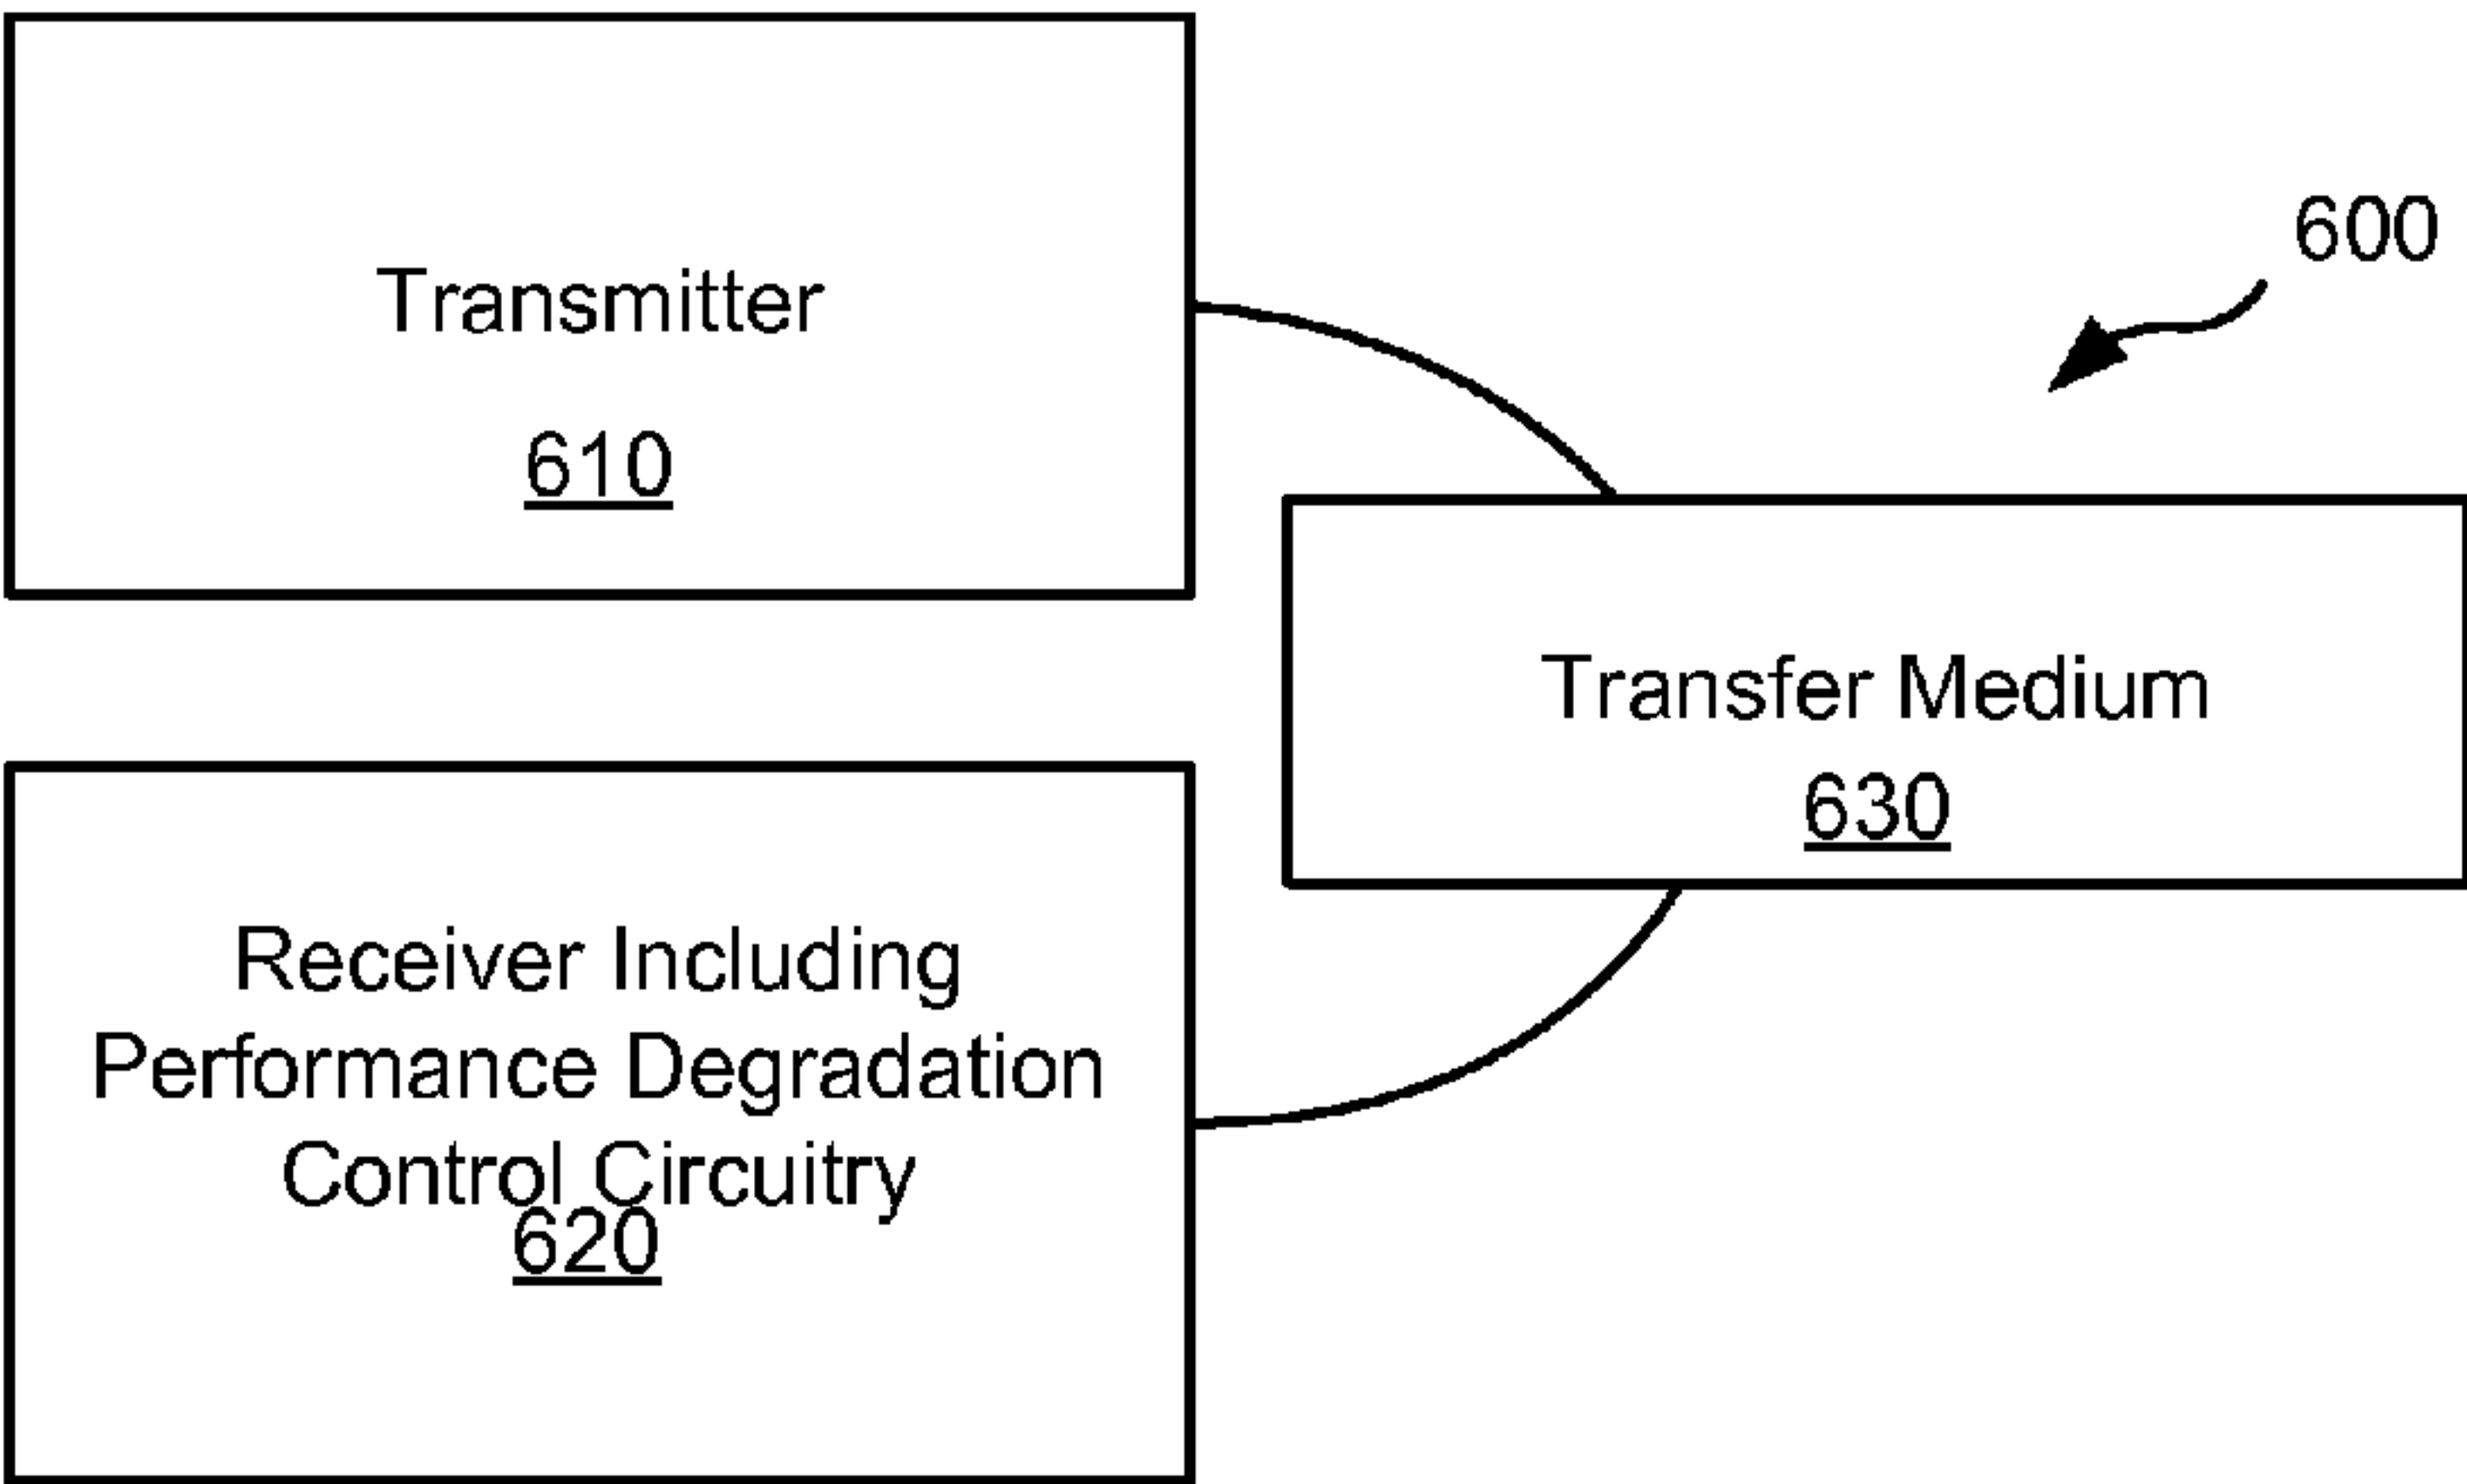 Transmitter
610
600
Transfer Medium
630
Receiver Including
Performance Degradation
Control Circuitry
620